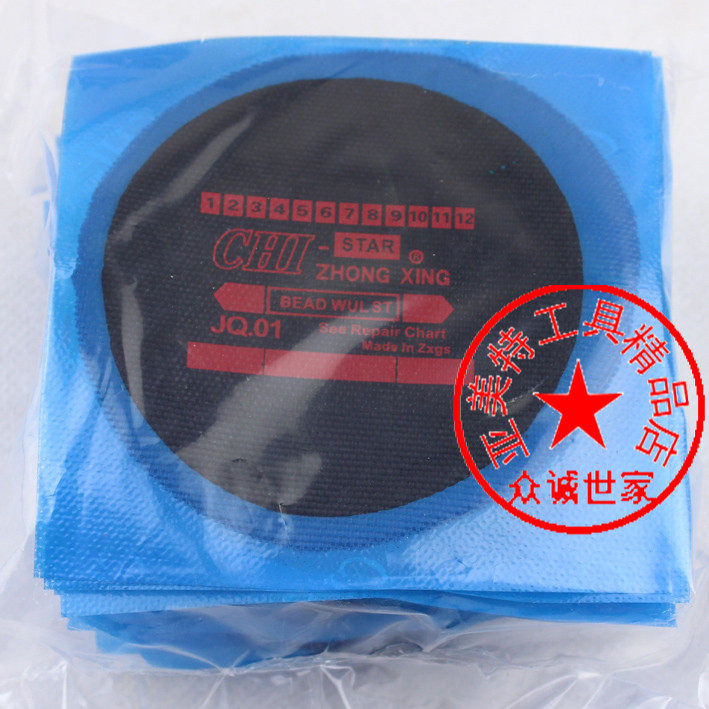 1 2 3 4 5 6 7 8 9 10 11 12
CHI - STAR ®
ZHONG XING
BEAD WULST
JQ.01 See Repair Chart
Made in Zxgs
亚美特工具精品店
众诚世家